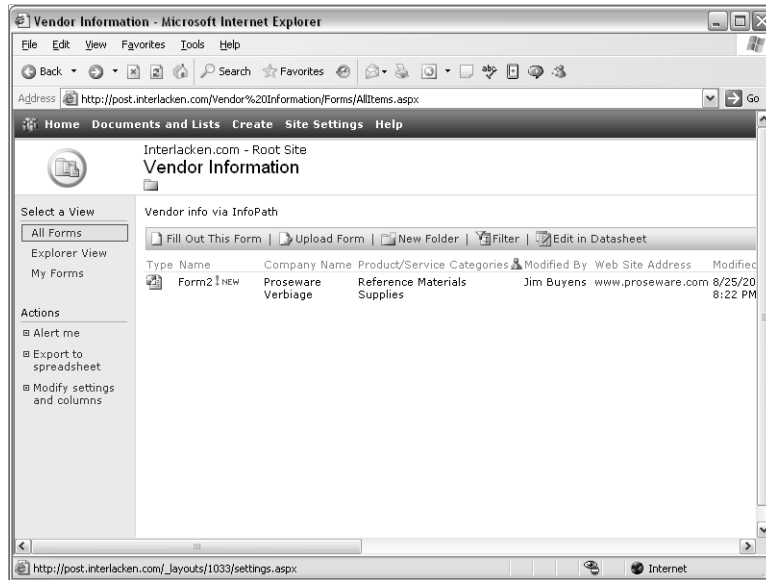 Vendor Information - Microsoft Internet Explorer
File Edit View Favorites Tools Help
Back Search Favorites
Address http://post.interlacken.com/Vendor%20Information/Forms/AllItems.aspx Go
Home Documents and Lists Create Site Settings Help
Interlacken.com - Root Site
Vendor Information
Select a View
All Forms
Explorer View
My Forms
Actions
Alert me
Export to
spreadsheet
Modify settings
and columns
Vendor info via InfoPath
Fill Out This Form | Upload Form | New Folder | Filter | Edit in Datasheet
Type Name Company Name Product/Service Categories Modified By Web Site Address Modified
Form2 ! NEW Proseware Reference Materials Jim Buyens www.proseware.com 8/25/20
Verbiage Supplies 8:22 PM
http://post.interlacken.com/_layouts/1033/settings.aspx Internet